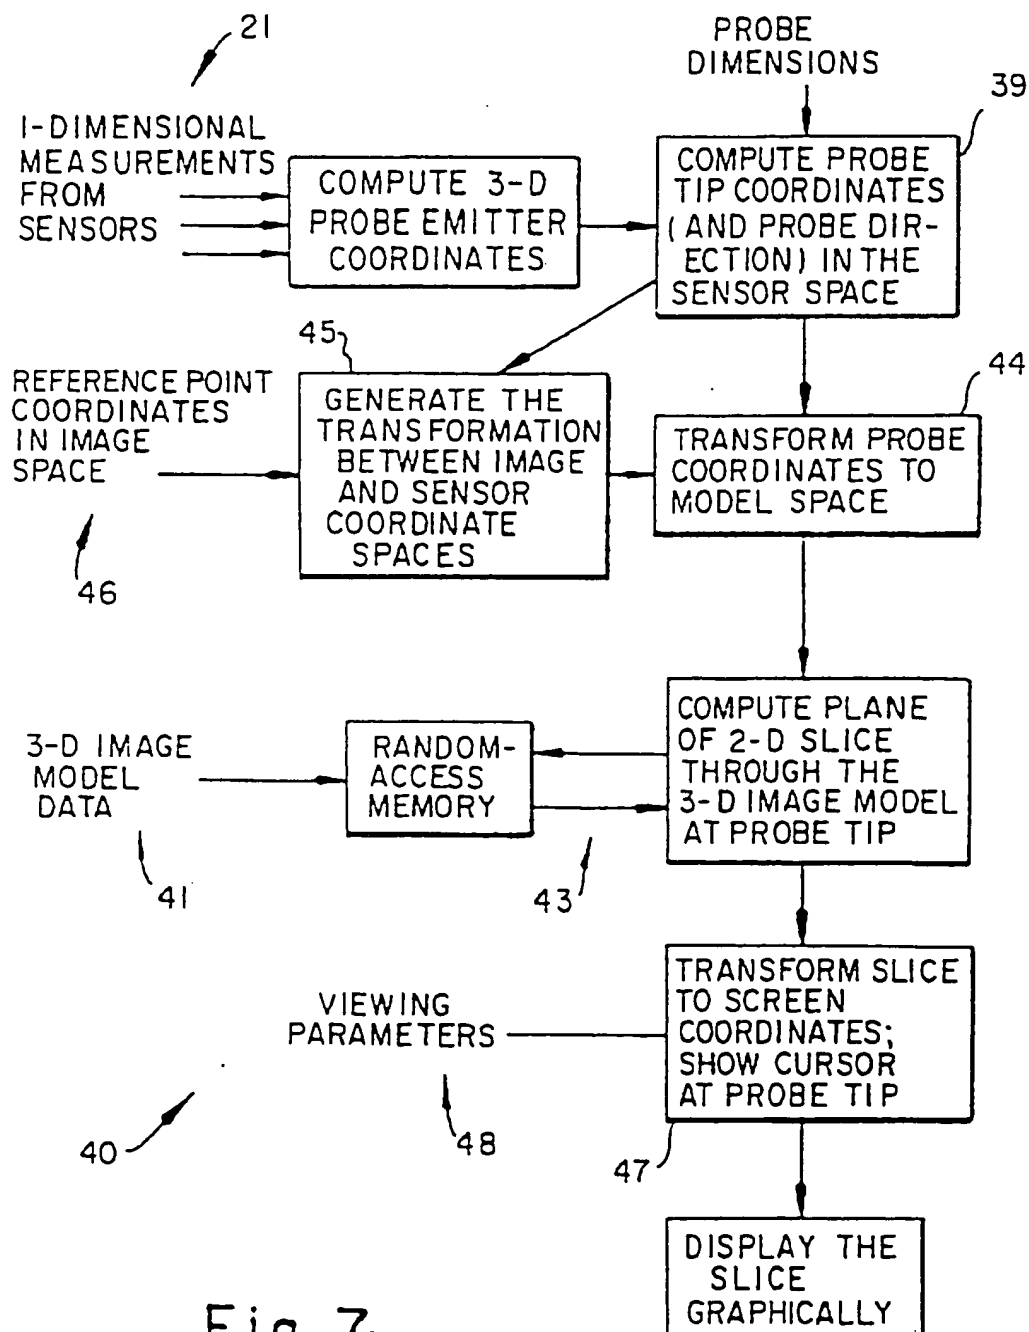 21
PROBE
DIMENSIONS
39
1-DIMENSIONAL
MEASUREMENTS
FROM
SENSORS
COMPUTE 3-D
PROBE EMITTER
COORDINATES
COMPUTE PROBE
TIP COORDINATES
(AND PROBE DIR-
ECTION) IN THE
SENSOR SPACE
45
REFERENCE POINT
COORDINATES
IN IMAGE
SPACE
46
GENERATE THE
TRANSFORMATION
BETWEEN IMAGE
AND SENSOR
COORDINATE
SPACES
44
TRANSFORM PROBE
COORDINATES TO
MODEL SPACE
3-D IMAGE
MODEL
DATA
41
RANDOM-
ACCESS
MEMORY
43
COMPUTE PLANE
OF 2-D SLICE
THROUGH THE
3-D IMAGE MODEL
AT PROBE TIP
VIEWING
PARAMETERS
48
40
TRANSFORM SLICE
TO SCREEN
COORDINATES;
SHOW CURSOR
AT PROBE TIP
47
DISPLAY THE
SLICE
GRAPHICALLY
Fig. 7.